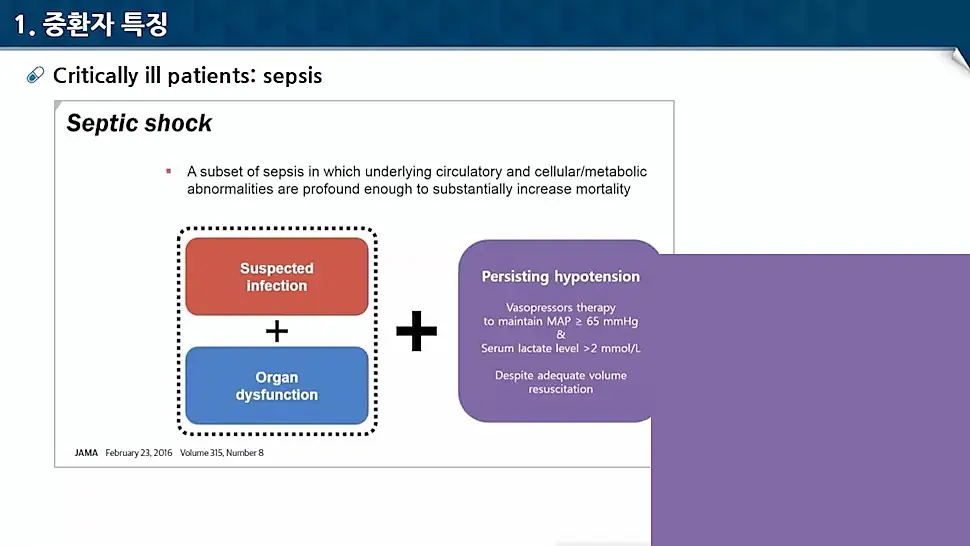 1. 중환자 특징
Critically ill patients: sepsis
Septic shock
A subset of sepsis in which underlying circulatory and cellular/metabolic
abnormalities are profound enough to substantially increase mortality
Suspected
infection
+
Organ
dysfunction
+
Persisting hypotension
Vasopressors therapy
to maintain MAP ≥ 65 mmHg
&
Serum lactate level >2 mmol/L
Despite adequate volume
resuscitation
JAMA February 23, 2016 Volume 315, Number 8